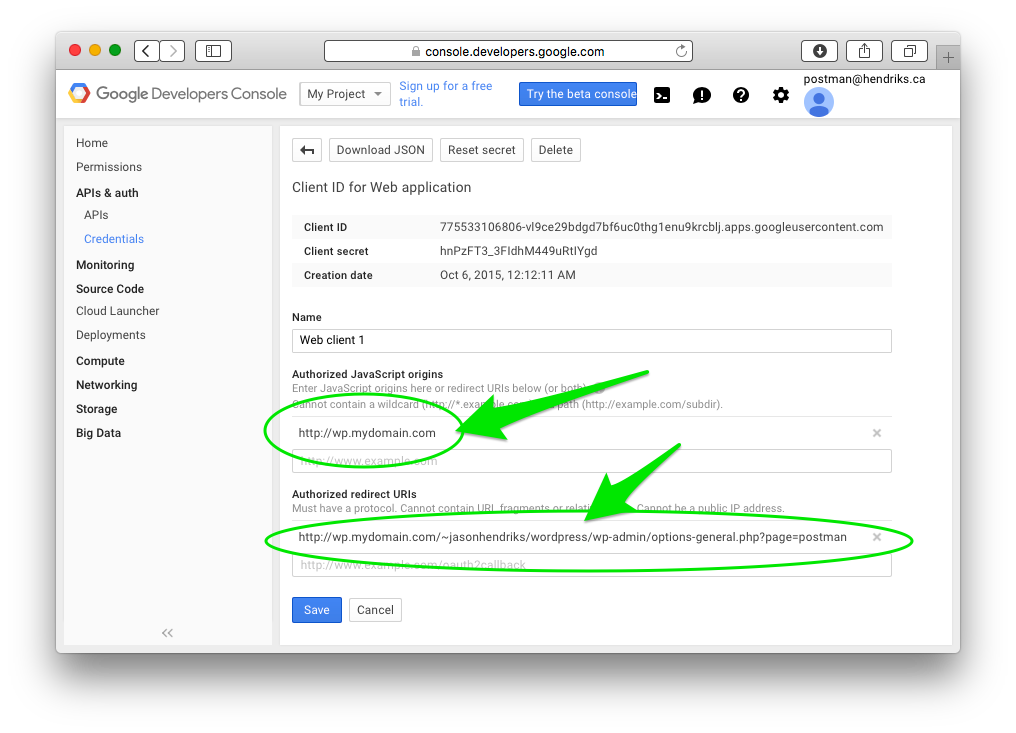 console.developers.google.com
postman@hendriks.ca
Google Developers Console
My Project
Sign up for a free
trial.
Try the beta console
Home
Permissions
APIs & auth
APIs
Credentials
Monitoring
Source Code
Cloud Launcher
Deployments
Compute
Networking
Storage
Big Data
Download JSON
Reset secret
Delete
Client ID for Web application
Client ID 775533106806-vl9ce29bdgd7bf6uc0thg1enu9krcblj.apps.googleusercontent.com
Client secret hnPzFT3_3FIdhM449uRtIYgd
Creation date Oct 6, 2015, 12:12:11 AM
Name
Web client 1
Authorized JavaScript origins
Enter JavaScript origins here or redirect URIs below (or both)
Cannot contain a wildcard (http://*.example.com path (http://example.com/subdir).
http://wp.mydomain.com
http://www.example.com
Authorized redirect URIs
Must have a protocol. Cannot contain URL fragments or Cannot be a public IP address.
http://wp.mydomain.com/~jasonhendriks/wordpress/wp-admin/options-general.php?page=postman
http://www.example.com/oauth2callback
Save
Cancel